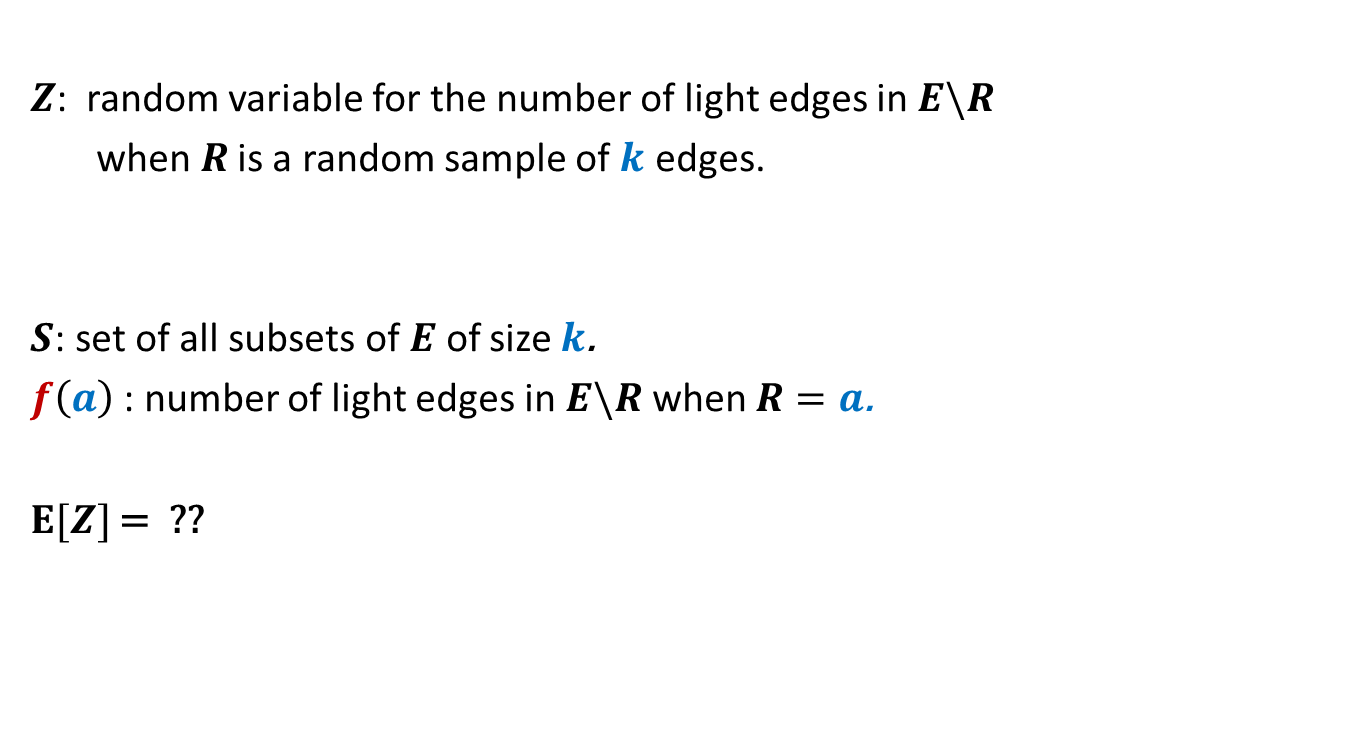 Z: random variable for the number of light edges in E\R
when R is a random sample of k edges.
S: set of all subsets of E of size k.
f(a) : number of light edges in E\R when R = a.
E[Z] = ??